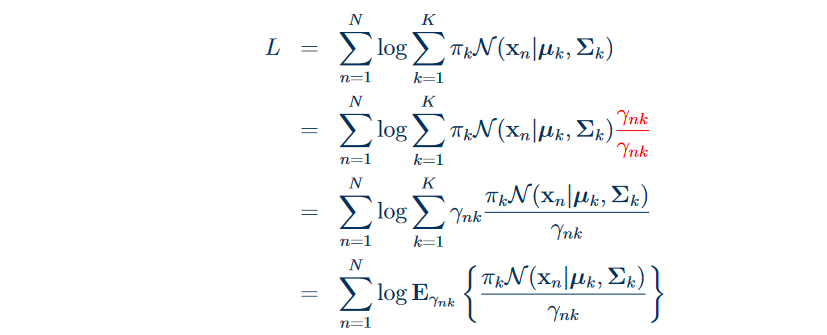 L = \sum_{n=1}^{N} \log \sum_{k=1}^{K} \pi_k \mathcal{N}(\mathbf{x}_n|\boldsymbol{\mu}_k, \boldsymbol{\Sigma}_k)
= \sum_{n=1}^{N} \log \sum_{k=1}^{K} \pi_k \mathcal{N}(\mathbf{x}_n|\boldsymbol{\mu}_k, \boldsymbol{\Sigma}_k) \frac{\gamma_{nk}}{\gamma_{nk}}
= \sum_{n=1}^{N} \log \sum_{k=1}^{K} \gamma_{nk} \frac{\pi_k \mathcal{N}(\mathbf{x}_n|\boldsymbol{\mu}_k, \boldsymbol{\Sigma}_k)}{\gamma_{nk}}
= \sum_{n=1}^{N} \log \mathbf{E}_{\gamma_{nk}} \left\{ \frac{\pi_k \mathcal{N}(\mathbf{x}_n|\boldsymbol{\mu}_k, \boldsymbol{\Sigma}_k)}{\gamma_{nk}} \right\}